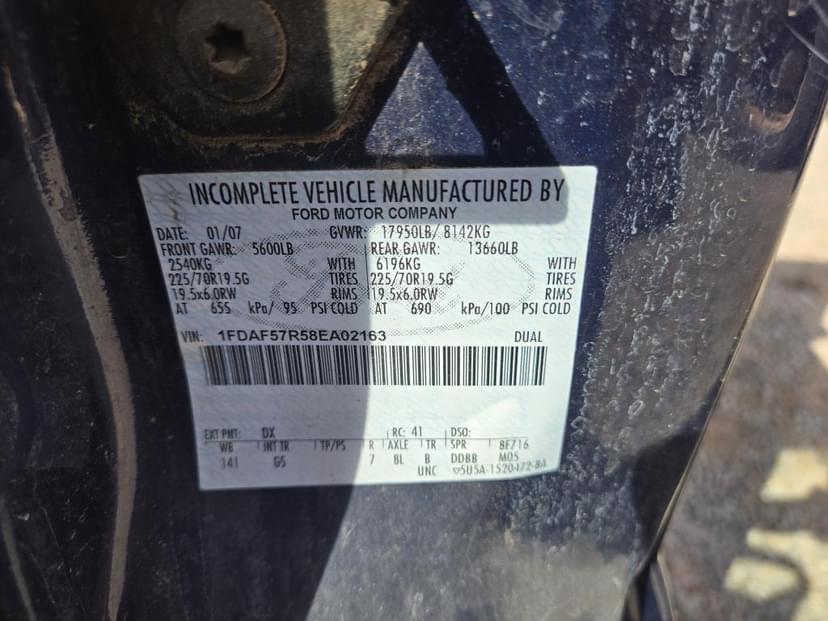 INCOMPLETE VEHICLE MANUFACTURED BY
FORD MOTOR COMPANY
DATE: 01/07 GVWR: 17950LB/ 8142KG
FRONT GAWR: 5600LB REAR GAWR: 13660LB
2540KG WITH 6196KG WITH
225/70R19.5G TIRES 225/70R19.5G TIRES
19.5x6.0RW RIMS 19.5x6.0RW RIMS
AT 655 kPa/ 95 PSI COLD AT 690 kPa/100 PSI COLD
VIN: 1FDAF57R58EA02163 DUAL
EXT PNT: DX RC: 41 DSO:
WB INT TR TP/PS R AXLE TR SPR 8F716
141 GS 7 8L B DDBB M05
UNC